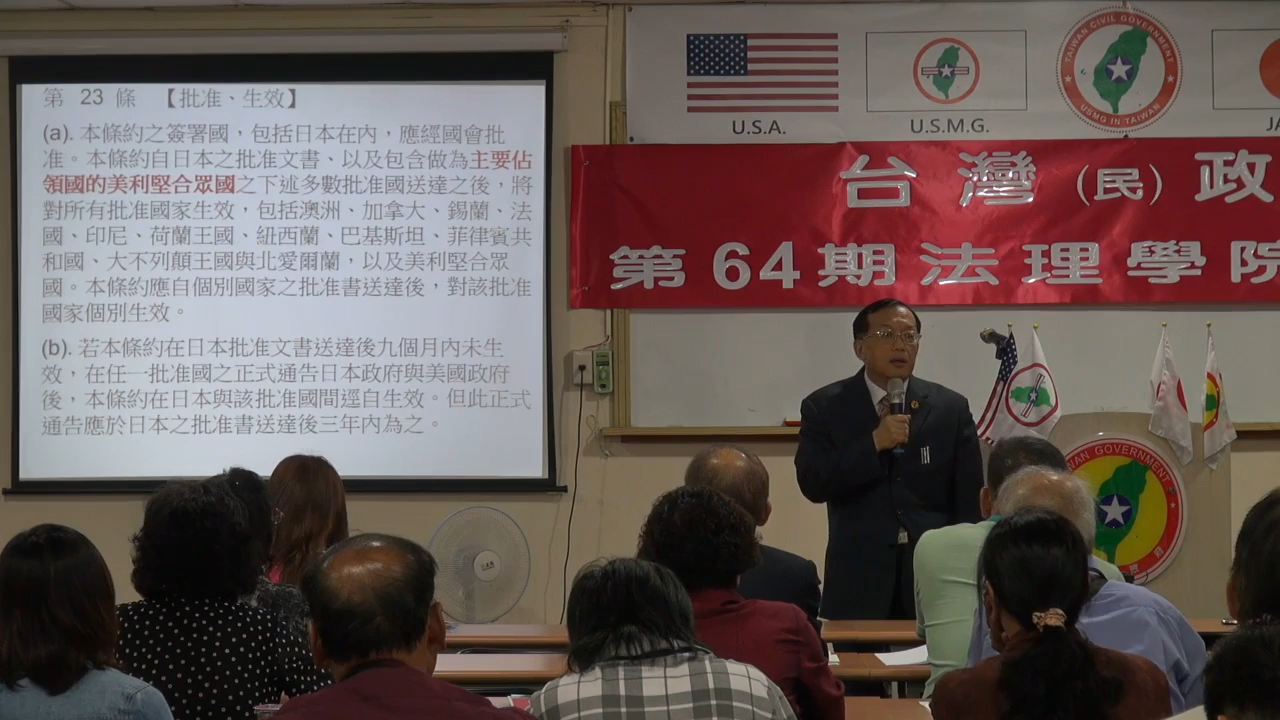 第 23 條 【批准、生效】
(a). 本條約之簽署國，包括日本在內，應經國會批
准。本條約自日本之批准文書、以及包含做為主要佔
領國的美利堅合眾國之下述多數批准國送達之後，將
對所有批准國家生效，包括澳洲、加拿大、錫蘭、法
國、印尼、荷蘭王國、紐西蘭、巴基斯坦、菲律賓共
和國、大不列顛王國與北愛爾蘭，以及美利堅合眾
國。本條約應自個別國家之批准書送達後，對該批准
國家個別生效。
(b). 若本條約在日本批准文書送達後九個月內未生
效，在任一批准國之正式通告日本政府與美國政府
後，本條約在日本與該批准國間逕自生效。但此正式
通告應於日本之批准書送達後三年內為之。
U.S.A.
U.S.M.G.
TAIWAN CIVIL GOVERNMENT
USMG IN TAIWAN
JA
台灣(民)政
第64期法理學院
WAN GOVERNMENT